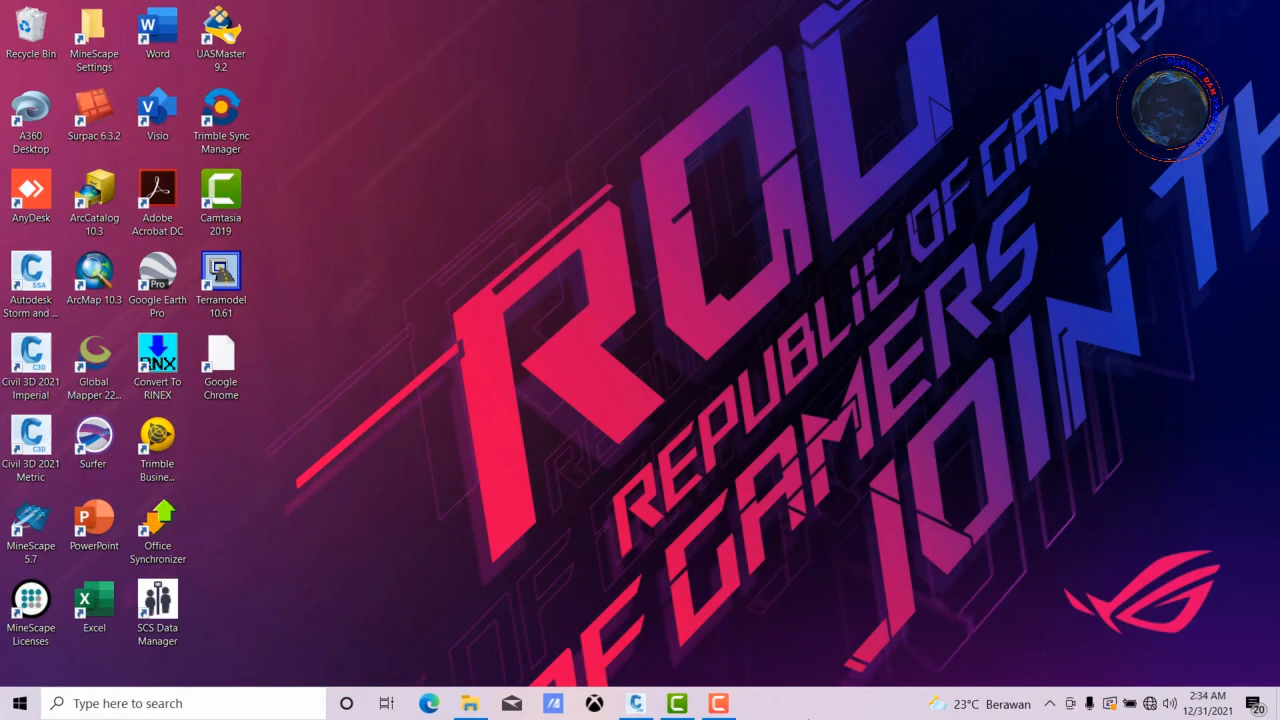 Recycle Bin
MineScape
Settings
Word
UASMaster
9.2
A360
Desktop
Surpac 6.3.2
Visio
Trimble Sync
Manager
AnyDesk
ArcCatalog
10.3
Adobe
Acrobat DC
Camtasia
2019
Autodesk
Storm and ...
ArcMap 10.3
Google Earth
Pro
Terramodel
10.61
Civil 3D 2021
Imperial
Global
Mapper 22...
Convert To
RINEX
Google
Chrome
Civil 3D 2021
Metric
Surfer
Trimble
Busine...
MineScape
5.7
PowerPoint
Office
Synchronizer
MineScape
Licenses
Excel
SCS Data
Manager
ROG
REPUBLIC OF GAMERS
OF GAMERS
JOIN TH
Type here to search
23°C Berawan
2:34 AM
12/31/2021
20